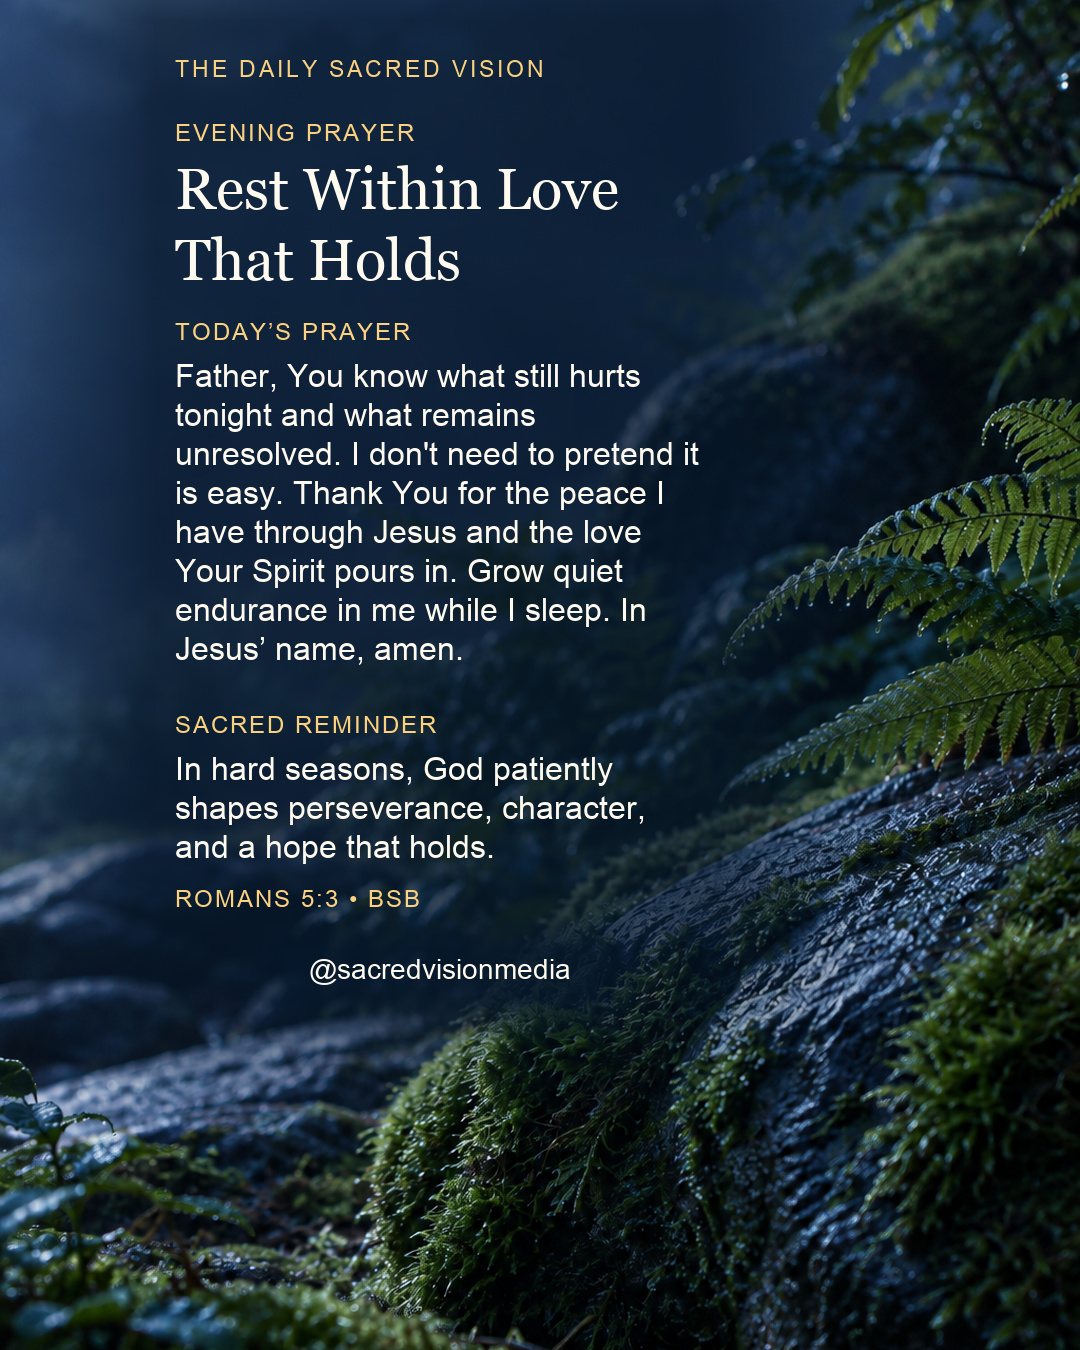 THE DAILY SACRED VISION
EVENING PRAYER
Rest Within Love
That Holds
TODAY’S PRAYER
Father, You know what still hurts
tonight and what remains
unresolved. I don't need to pretend it
is easy. Thank You for the peace I
have through Jesus and the love
Your Spirit pours in. Grow quiet
endurance in me while I sleep. In
Jesus’ name, amen.
SACRED REMINDER
In hard seasons, God patiently
shapes perseverance, character,
and a hope that holds.
ROMANS 5:3 • BSB
@sacredvisionmedia